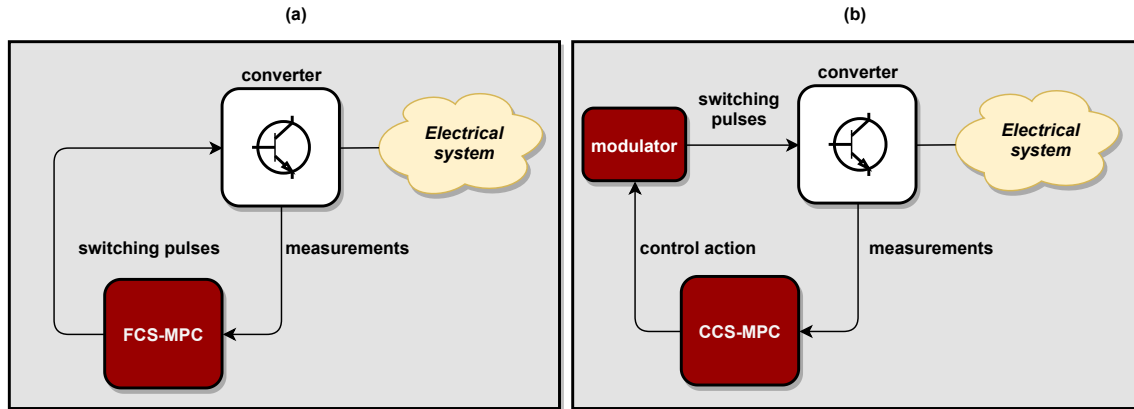 (a)
converter
Electrical
system
switching pulses
measurements
FCS-MPC
(b)
converter
switching
pulses
modulator
Electrical
system
control action
measurements
CCS-MPC